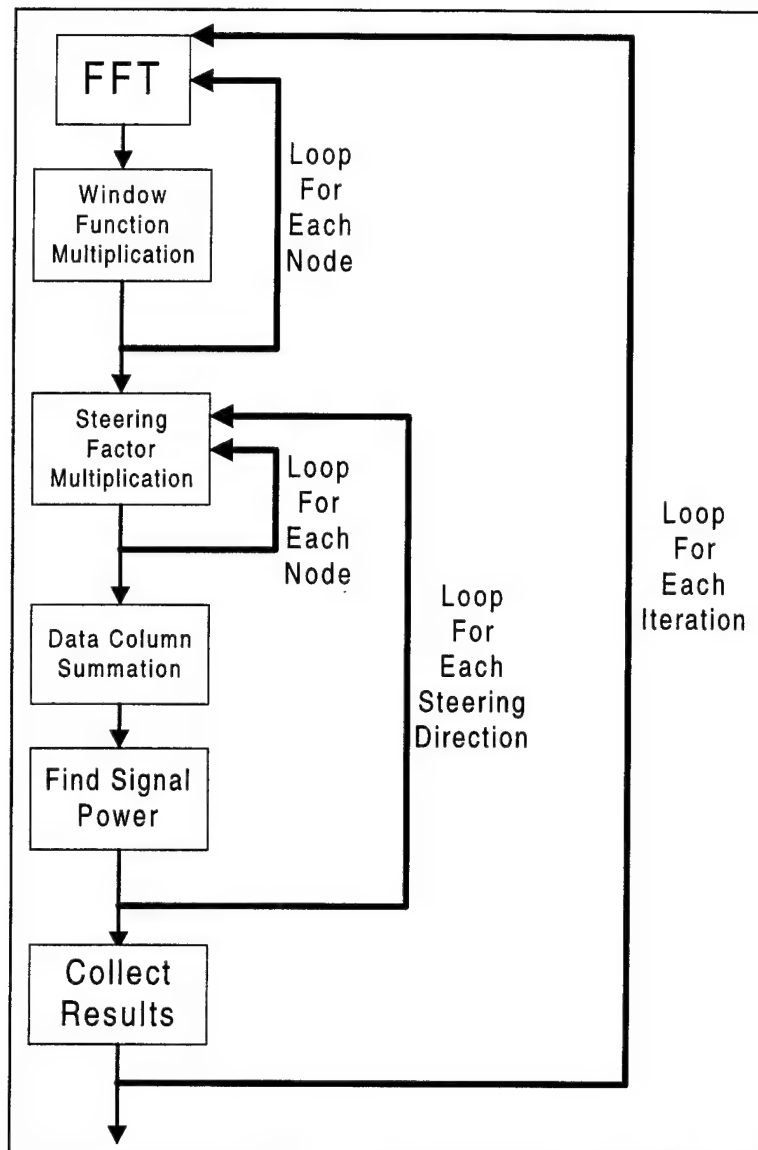 FFT
Loop
For
Each
Node
Window
Function
Multiplication
Steering
Factor
Multiplication
Loop
For
Each
Node
Loop
For
Each
Iteration
Loop
For
Each
Steering
Direction
Data Column
Summation
Find Signal
Power
Collect
Results